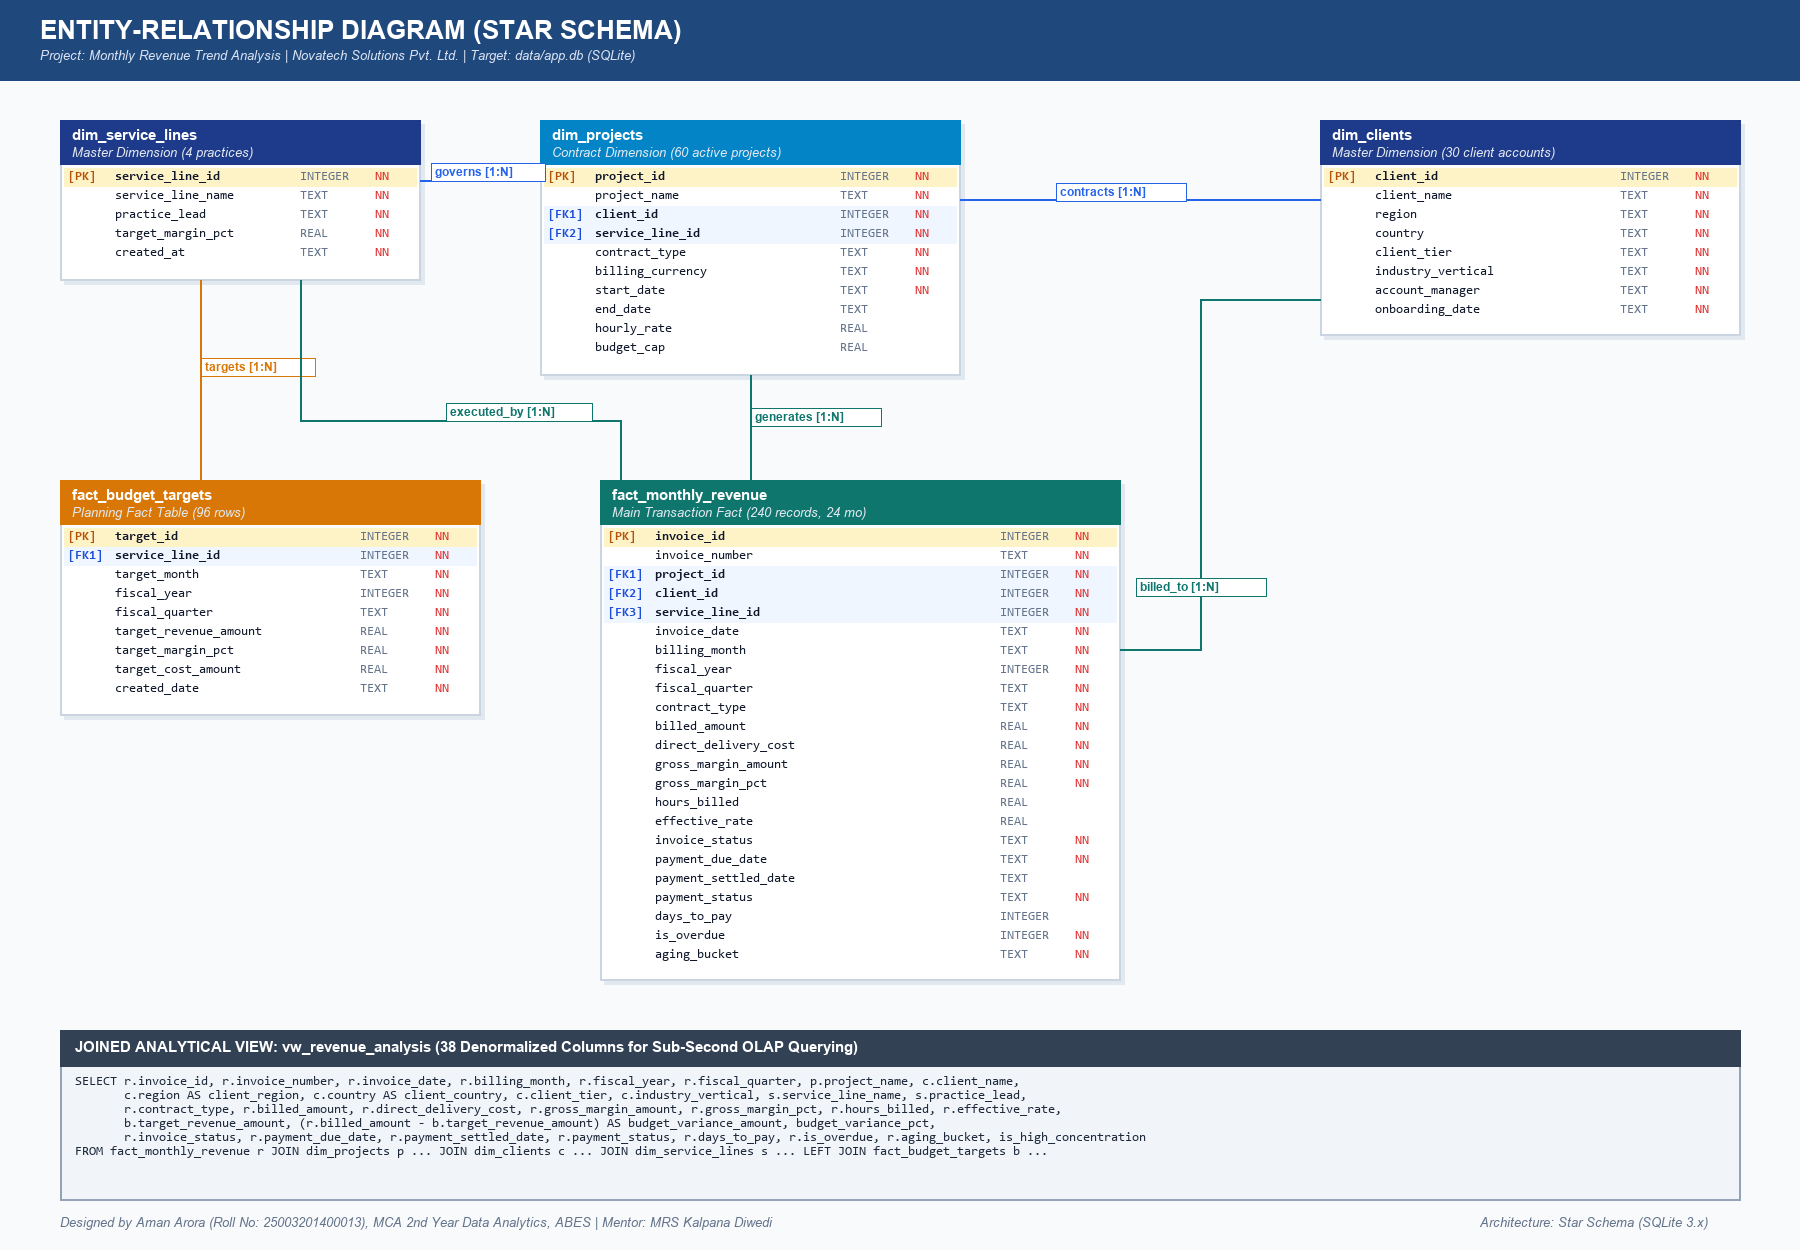 ENTITY-RELATIONSHIP DIAGRAM (STAR SCHEMA)
Project: Monthly Revenue Trend Analysis | Novatech Solutions Pvt. Ltd. | Target: data/app.db (SQLite)
dim_service_lines
Master Dimension (4 practices)
[PK] service_line_id INTEGER NN
service_line_name TEXT NN
practice_lead TEXT NN
target_margin_pct REAL NN
created_at TEXT NN
governs [1:N]
dim_projects
Contract Dimension (60 active projects)
[PK] project_id INTEGER NN
project_name TEXT NN
[FK1] client_id INTEGER NN
[FK2] service_line_id INTEGER NN
contract_type TEXT NN
billing_currency TEXT NN
start_date TEXT NN
end_date TEXT
hourly_rate REAL
budget_cap REAL
contracts [1:N]
dim_clients
Master Dimension (30 client accounts)
[PK] client_id INTEGER NN
client_name TEXT NN
region TEXT NN
country TEXT NN
client_tier TEXT NN
industry_vertical TEXT NN
account_manager TEXT NN
onboarding_date TEXT NN
targets [1:N]
executed_by [1:N]
generates [1:N]
fact_budget_targets
Planning Fact Table (96 rows)
[PK] target_id INTEGER NN
[FK1] service_line_id INTEGER NN
target_month TEXT NN
fiscal_year INTEGER NN
fiscal_quarter TEXT NN
target_revenue_amount REAL NN
target_margin_pct REAL NN
target_cost_amount REAL NN
created_date TEXT NN
fact_monthly_revenue
Main Transaction Fact (240 records, 24 mo)
[PK] invoice_id INTEGER NN
invoice_number TEXT NN
[FK1] project_id INTEGER NN
[FK2] client_id INTEGER NN
[FK3] service_line_id INTEGER NN
invoice_date TEXT NN
billing_month TEXT NN
fiscal_year INTEGER NN
fiscal_quarter TEXT NN
contract_type TEXT NN
billed_amount REAL NN
direct_delivery_cost REAL NN
gross_margin_amount REAL NN
gross_margin_pct REAL NN
hours_billed REAL
effective_rate REAL
invoice_status TEXT NN
payment_due_date TEXT NN
payment_settled_date TEXT
payment_status TEXT NN
days_to_pay INTEGER
is_overdue INTEGER NN
aging_bucket TEXT NN
billed_to [1:N]
JOINED ANALYTICAL VIEW: vw_revenue_analysis (38 Denormalized Columns for Sub-Second OLAP Querying)
SELECT r.invoice_id, r.invoice_number, r.invoice_date, r.billing_month, r.fiscal_year, r.fiscal_quarter, p.project_name, c.client_name,
c.region AS client_region, c.country AS client_country, c.client_tier, c.industry_vertical, s.service_line_name, s.practice_lead,
r.contract_type, r.billed_amount, r.direct_delivery_cost, r.gross_margin_amount, r.gross_margin_pct, r.hours_billed, r.effective_rate,
b.target_revenue_amount, (r.billed_amount - b.target_revenue_amount) AS budget_variance_amount, budget_variance_pct,
r.invoice_status, r.payment_due_date, r.payment_settled_date, r.payment_status, r.days_to_pay, r.is_overdue, r.aging_bucket, is_high_concentration
FROM fact_monthly_revenue r JOIN dim_projects p ... JOIN dim_clients c ... JOIN dim_service_lines s ... LEFT JOIN fact_budget_targets b ...
Designed by Aman Arora (Roll No: 25003201400013), MCA 2nd Year Data Analytics, ABES | Mentor: MRS Kalpana Diwedi
Architecture: Star Schema (SQLite 3.x)